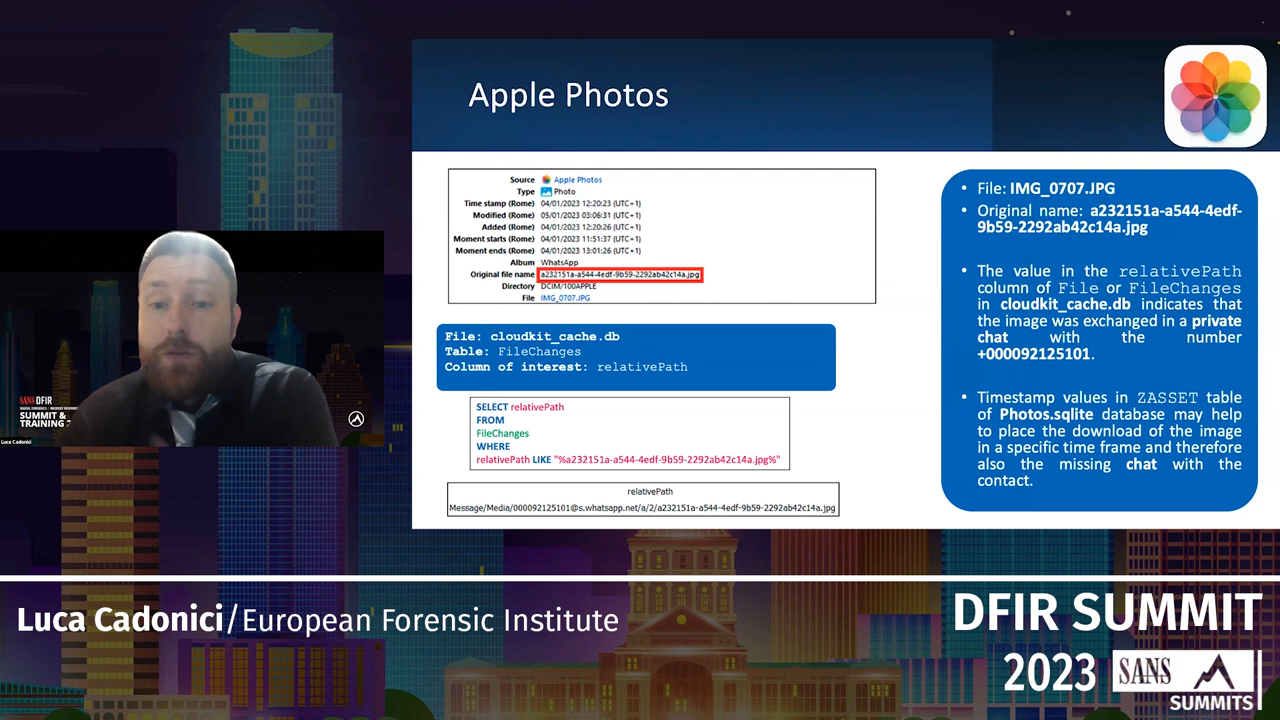 Apple Photos
Source Apple Photos
Type Photo
Time stamp (Rome) 04/01/2023 12:20:23 (UTC+1)
Modified (Rome) 05/01/2023 03:06:31 (UTC+1)
Added (Rome) 04/01/2023 12:20:26 (UTC+1)
Moment starts (Rome) 04/01/2023 11:51:37 (UTC+1)
Moment ends (Rome) 04/01/2023 13:01:26 (UTC+1)
Album WhatsApp
Original file name a232151a-a544-4edf-9b59-2292ab42c14a.jpg
Directory DCIM/100APPLE
File IMG_0707.JPG
File: cloudkit_cache.db
Table: FileChanges
Column of interest: relativePath
SELECT relativePath
FROM
FileChanges
WHERE
relativePath LIKE "%a232151a-a544-4edf-9b59-2292ab42c14a.jpg%"
relativePath
Message/Media/000092125101@s.whatsapp.net/a/2/a232151a-a544-4edf-9b59-2292ab42c14a.jpg
• File: IMG_0707.JPG
• Original name: a232151a-a544-4edf-
9b59-2292ab42c14a.jpg
• The value in the relativePath
column of File or FileChanges
in cloudkit_cache.db indicates that
the image was exchanged in a private
chat with the number
+000092125101.
• Timestamp values in ZASSET table
of Photos.sqlite database may help
to place the download of the image
in a specific time frame and therefore
also the missing chat with the
contact.
SANS DFIR
DIGITAL FORENSICS & INCIDENT RESPONSE
SUMMIT &
TRAINING
Luca Cadonici
Luca Cadonici/European Forensic Institute
DFIR SUMMIT
2023 SANS
SUMMITS